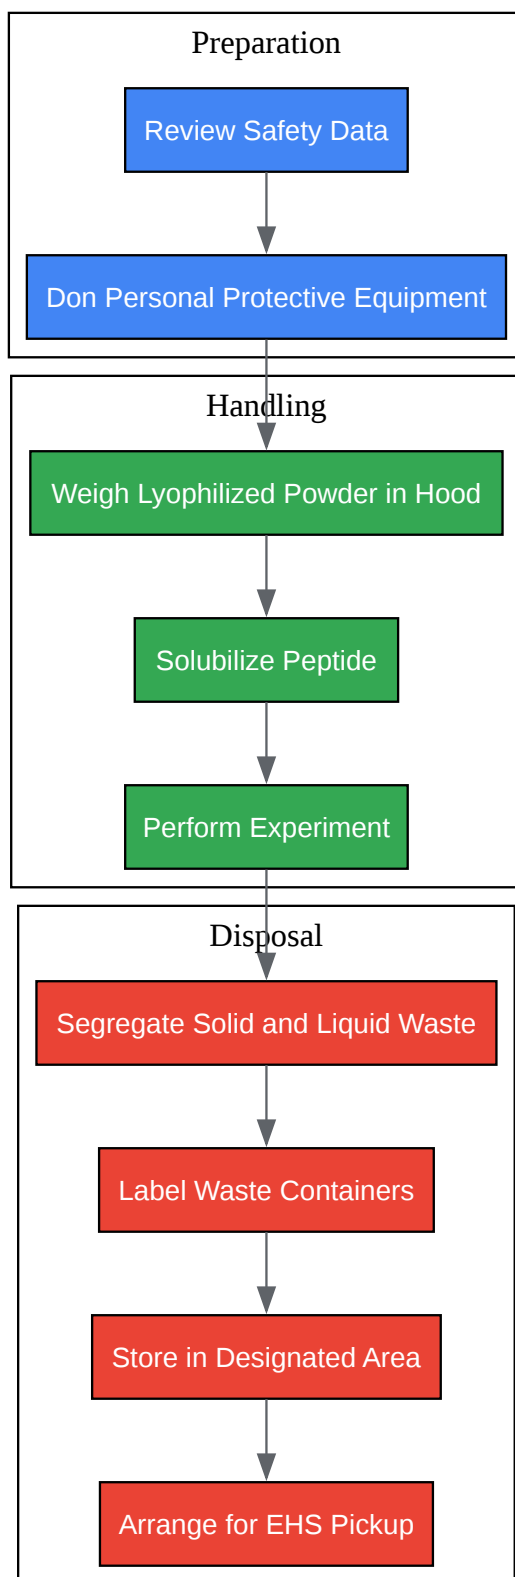 Preparation
Review Safety Data
Don Personal Protective Equipment
Handling
Weigh Lyophilized Powder in Hood
Solubilize Peptide
Perform Experiment
Disposal
Segregate Solid and Liquid Waste
Label Waste Containers
Store in Designated Area
Arrange for EHS Pickup